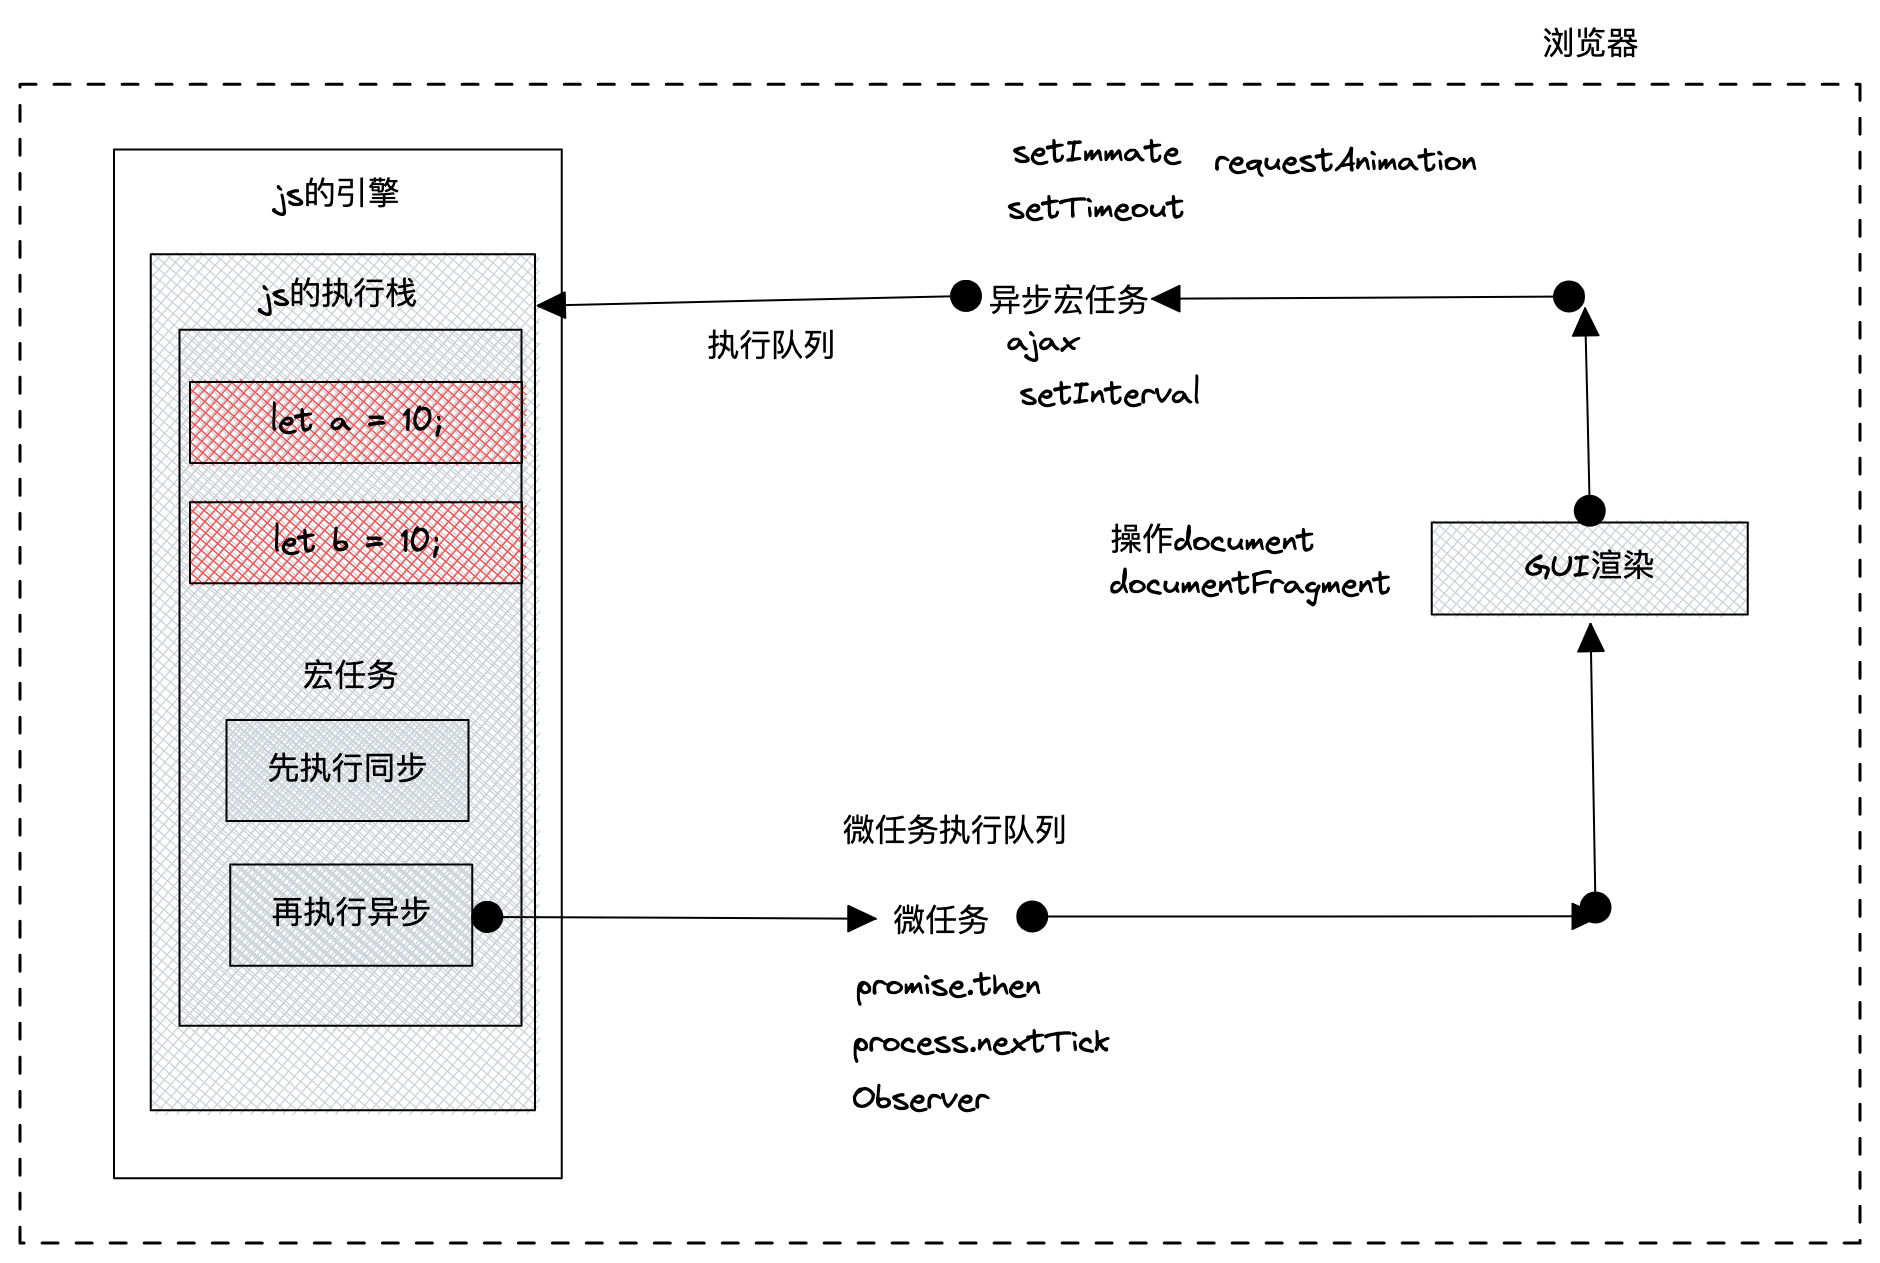 浏览器
js的引擎
js的执行栈
let a = 10;
let b = 10;
宏任务
先执行同步
再执行异步
setImmate
requestAnimation
setTimeout
异步宏任务
执行队列
ajax
setInterval
操作document
documentFragment
GUI渲染
微任务执行队列
微任务
promise.then
process.nextTick
Observer